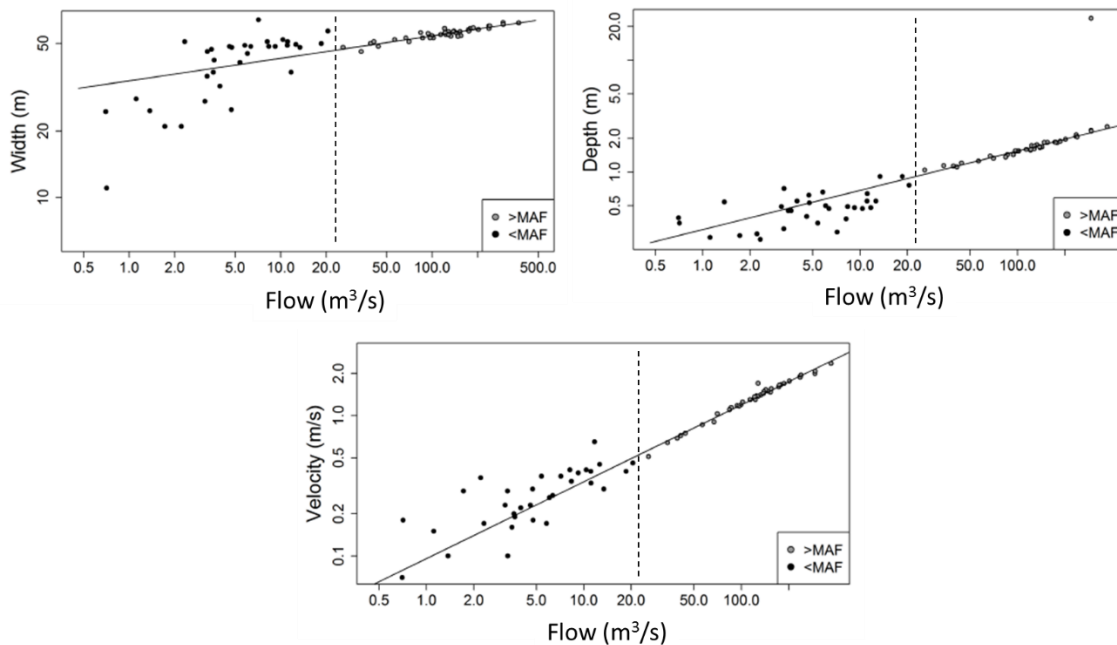 Width (m)
50
20
10
0.5 1.0 2.0 5.0 10.0 20.0 50.0 100.0 500.0
Flow (m³/s)
>MAF
<MAF
Depth (m)
20.0
5.0
2.0
1.0
0.5
0.5 1.0 2.0 5.0 10.0 20.0 50.0 100.0
Flow (m³/s)
>MAF
<MAF
Velocity (m/s)
2.0
1.0
0.5
0.2
0.1
0.5 1.0 2.0 5.0 10.0 20.0 50.0 100.0
Flow (m³/s)
>MAF
<MAF